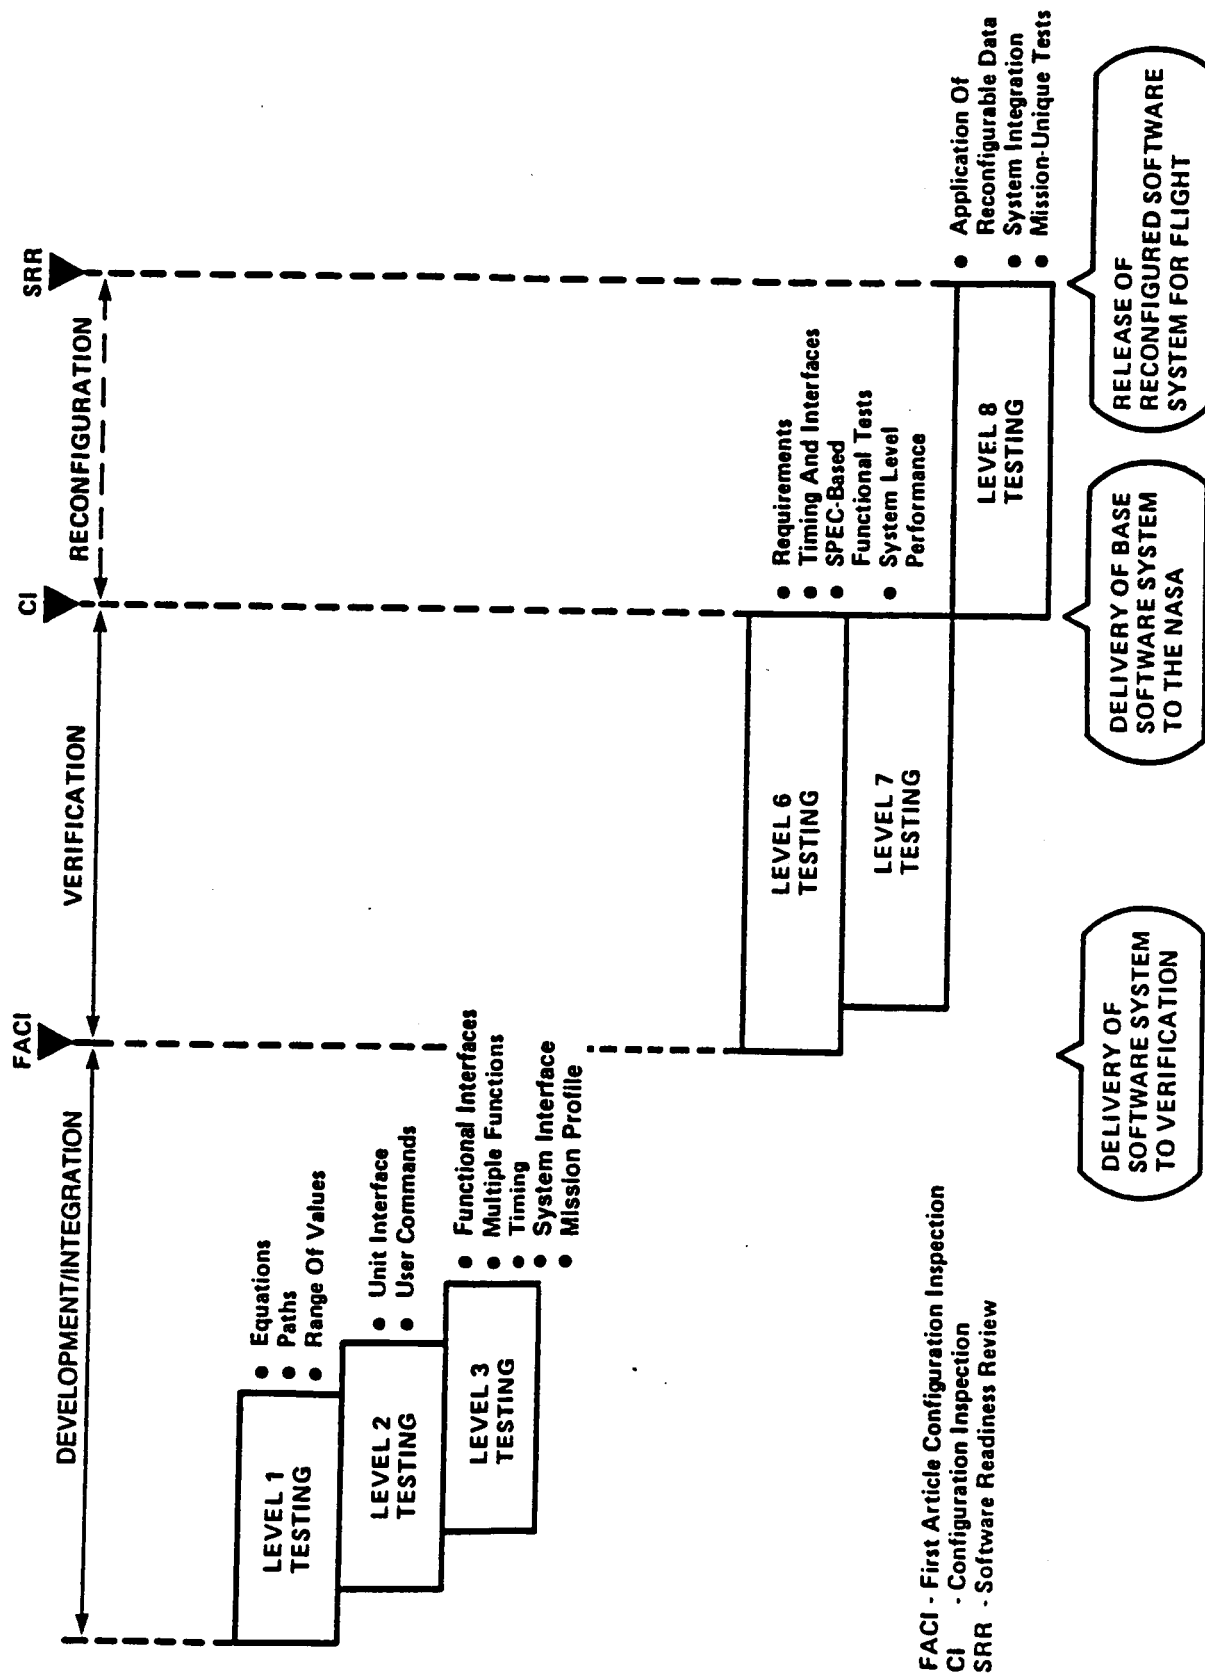 FACI
CI
SRR
DEVELOPMENT/INTEGRATION
VERIFICATION
RECONFIGURATION
LEVEL 1
TESTING
● Equations
● Paths
● Range Of Values
LEVEL 2
TESTING
● Unit Interface
● User Commands
LEVEL 3
TESTING
● Functional Interfaces
● Multiple Functions
● Timing
● System Interface
● Mission Profile
LEVEL 6
TESTING
LEVEL 7
TESTING
● Requirements
● Timing And Interfaces
● SPEC-Based
Functional Tests
● System Level
Performance
LEVEL 8
TESTING
● Application Of
Reconfigurable Data
● System Integration
● Mission-Unique Tests
FACI - First Article Configuration Inspection
CI - Configuration Inspection
SRR - Software Readiness Review
DELIVERY OF
SOFTWARE SYSTEM
TO VERIFICATION
DELIVERY OF BASE
SOFTWARE SYSTEM
TO THE NASA
RELEASE OF
RECONFIGURED SOFTWARE
SYSTEM FOR FLIGHT